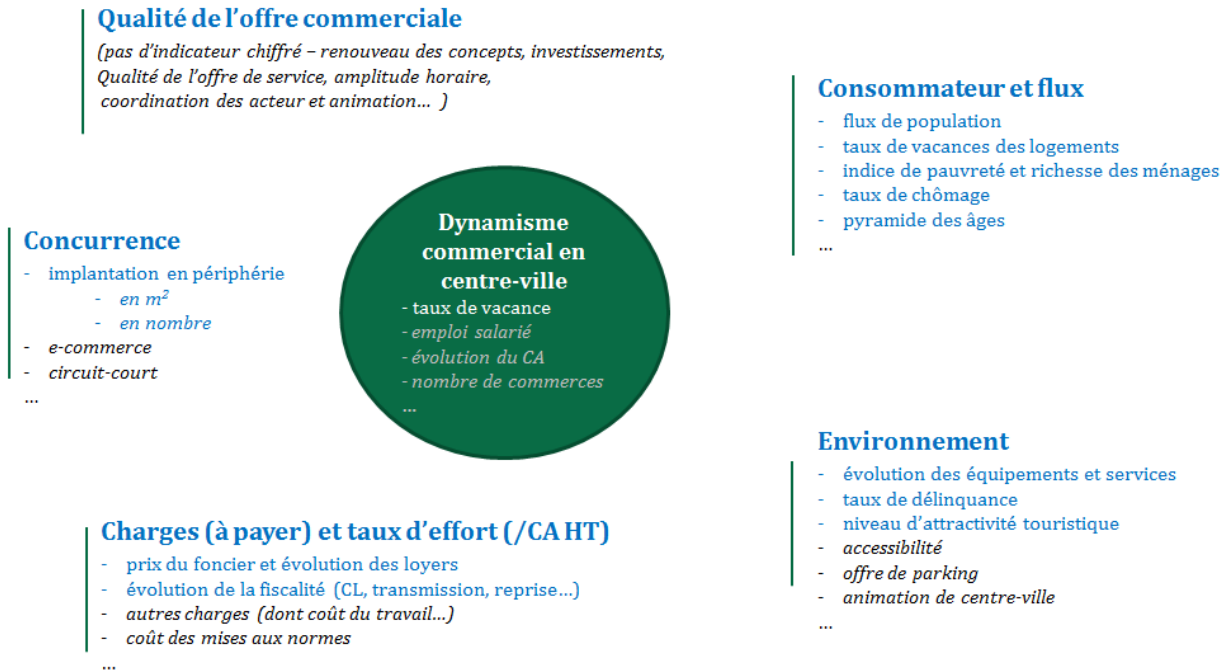 Qualité de l’offre commerciale
(pas d’indicateur chiffré – renouveau des concepts, investissements,
Qualité de l’offre de service, amplitude horaire,
coordination des acteur et animation… )
Consommateur et flux
- flux de population
- taux de vacances des logements
- indice de pauvreté et richesse des ménages
- taux de chômage
- pyramide des âges
…
Concurrence
- implantation en périphérie
- en m²
- en nombre
- e-commerce
- circuit-court
…
Dynamisme
commercial en
centre-ville
- taux de vacance
- emploi salarié
- évolution du CA
- nombre de commerces
…
Environnement
- évolution des équipements et services
- taux de délinquance
- niveau d’attractivité touristique
- accessibilité
- offre de parking
- animation de centre-ville
…
Charges (à payer) et taux d’effort (/CA HT)
- prix du foncier et évolution des loyers
- évolution de la fiscalité (CL, transmission, reprise…)
- autres charges (dont coût du travail…)
- coût des mises aux normes
…